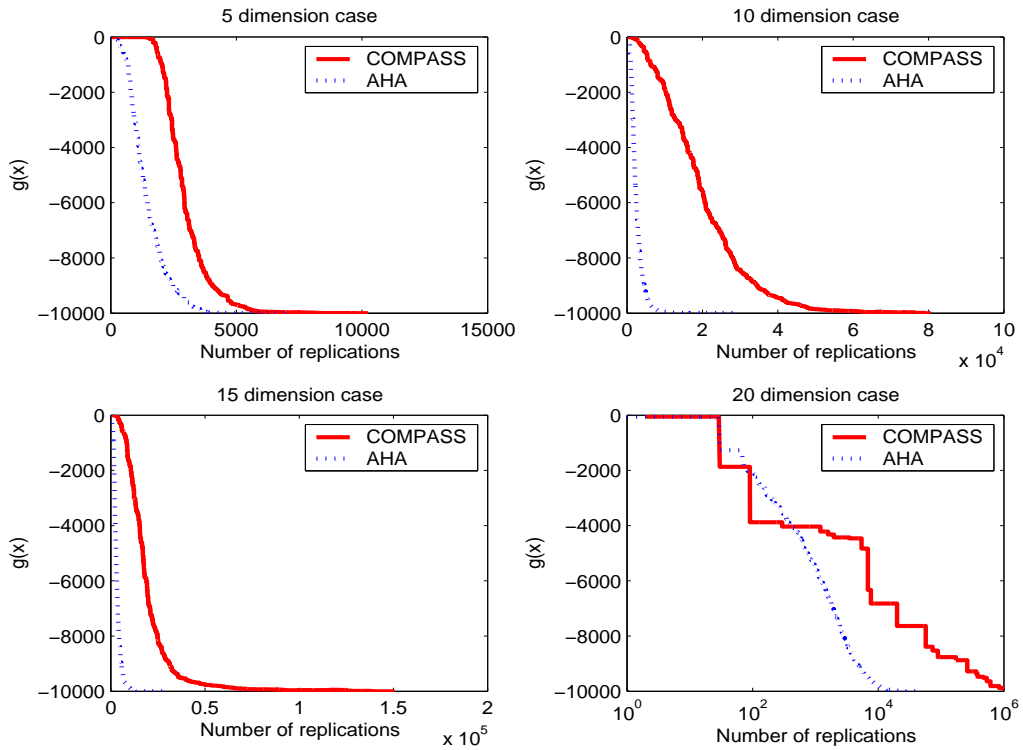 5 dimension case
0
−2000
−4000
−6000
−8000
−10000
g(x)
COMPASS
AHA
0
5000
10000
15000
Number of replications
10 dimension case
0
−2000
−4000
−6000
−8000
−10000
g(x)
COMPASS
AHA
0
2
4
6
8
10
x 10^4
Number of replications
15 dimension case
0
−2000
−4000
−6000
−8000
−10000
g(x)
COMPASS
AHA
0
0.5
1
1.5
2
x 10^5
Number of replications
20 dimension case
0
−2000
−4000
−6000
−8000
−10000
g(x)
COMPASS
AHA
10^0
10^2
10^4
10^6
Number of replications